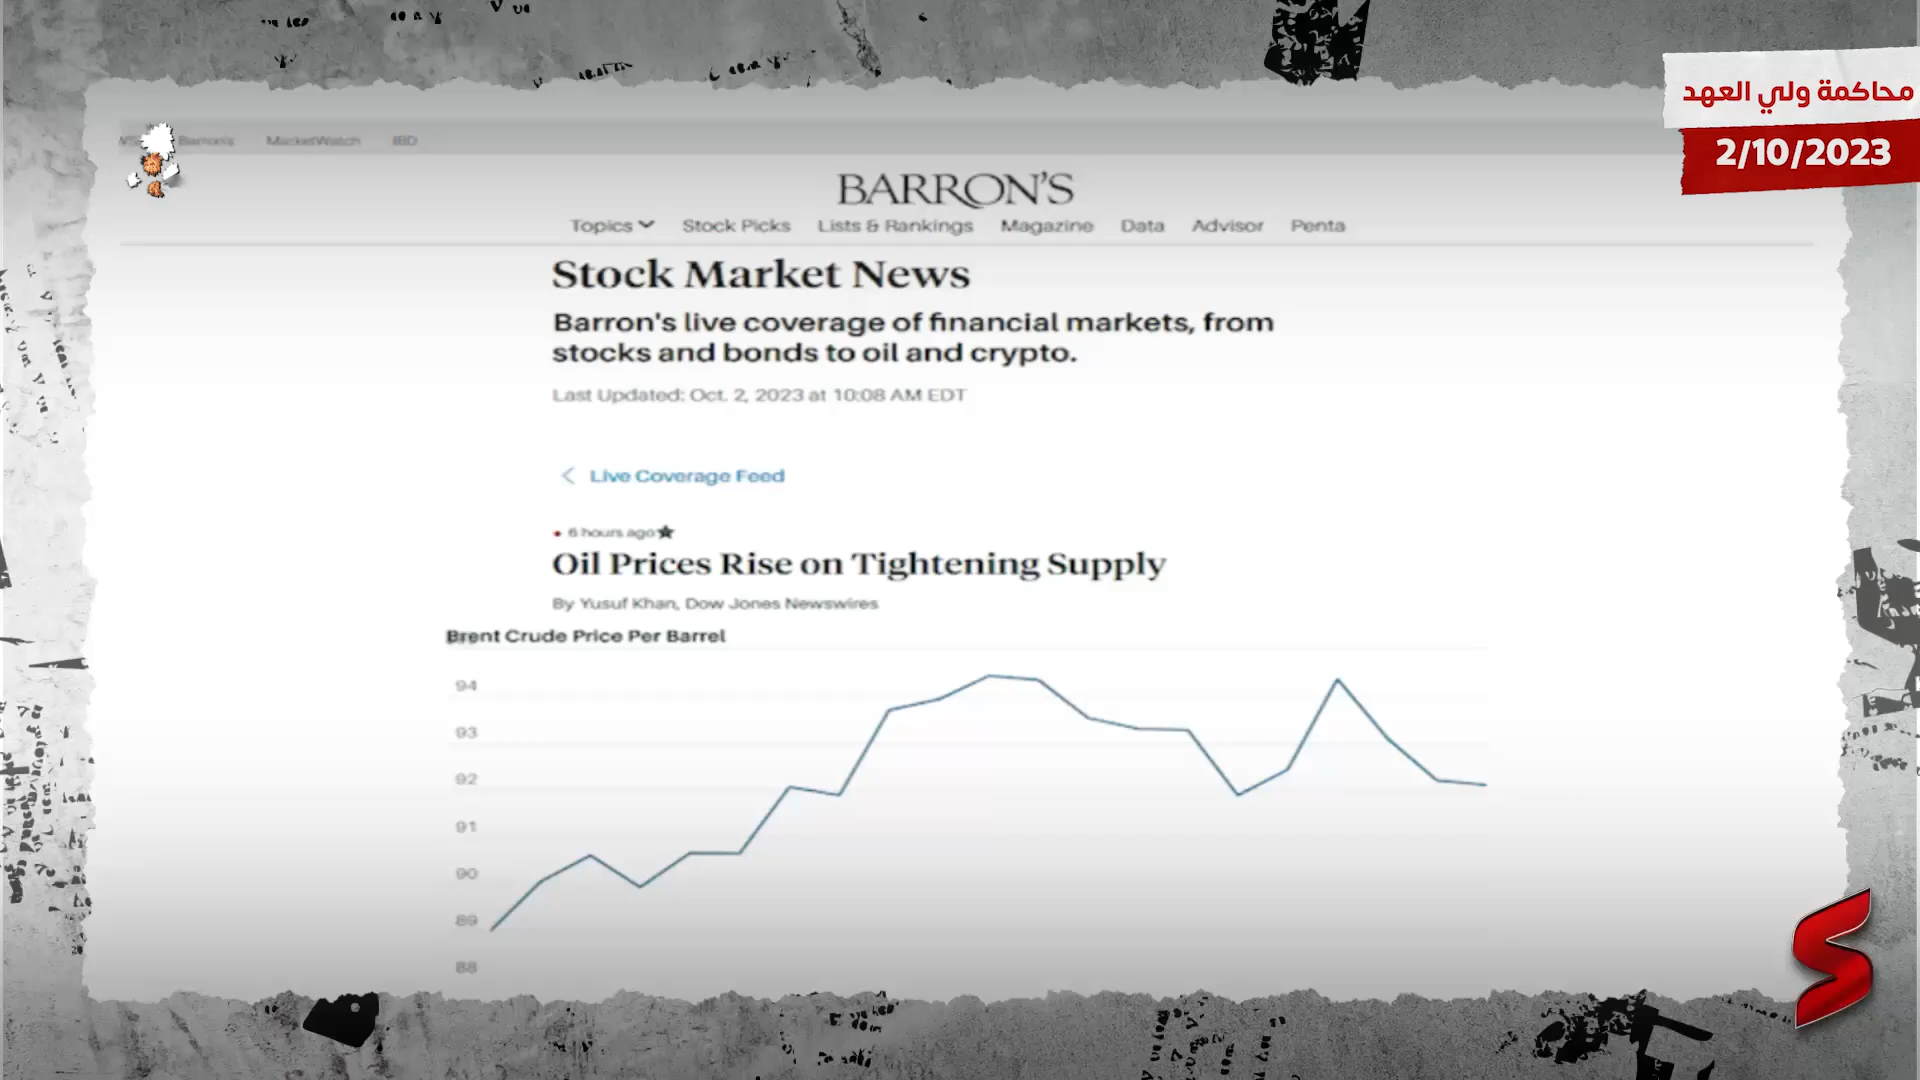 محاكمة ولي العهد
2/10/2023
Barron's MarketWatch IBD
BARRON'S
Topics Stock Picks Lists & Rankings Magazine Data Advisor Penta
Stock Market News
Barron's live coverage of financial markets, from
stocks and bonds to oil and crypto.
Last Updated: Oct. 2, 2023 at 10:08 AM EDT
Live Coverage Feed
6 hours ago
Oil Prices Rise on Tightening Supply
By Yusuf Khan, Dow Jones Newswires
Brent Crude Price Per Barrel
94
93
92
91
90
89
88